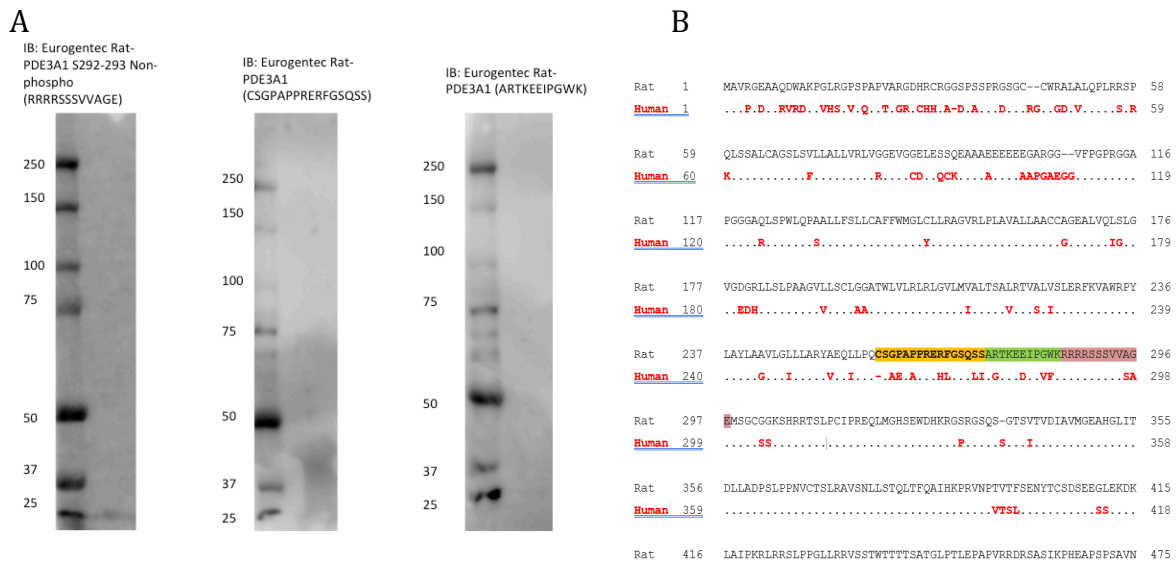 A
B
IB: Eurogentec Rat-
PDE3A1 S292-293 Non-
phospho
(RRRRSSSVVAGE)
IB: Eurogentec Rat-
PDE3A1
(CSGPAPPRERFGSQSS)
IB: Eurogentec Rat-
PDE3A1 (ARTKEEIPGWK)
250
150
100
75
50
37
25
250
150
100
75
50
37
25
250
150
100
75
50
37
25
Rat 1 MAVRGEAAQDWAKPGLRGPSPAPVARGDHRCRGGSPSSPRGSGC--CWRALALQPLRRSP 58
Human 1 ...P.D..RVRD..VHS.V.Q..T.GR.CHH.A-D.A...D...RG..GD.V.....S.R 59
Rat 59 QLSSALCAGSLSVLLALLVRLVGGEVGGELESSQEAAAEEEEEEGARGG--VFPGPRGGA 116
Human 60 K...........F.........R....CD..QCK....A....AAPGAEGG......... 119
Rat 117 PGGGAQLSPWLQPAALLFSLLCAFFWMGLCLLRAGVRLPLAVALLAACCAGEALVQLSLG 176
Human 120 .....R.......S...............Y...................G......IG.. 179
Rat 177 VGDGRLLSLPAAGVLLSCLGGATWLVLRLRLGVLMVALTSALRTVALVSLERFKVAWRPY 236
Human 180 ..EDH.........V....AA..............I.....V...S.I............ 239
Rat 237 LAYLAAVLGLLLARYAEQLLPQCSGPAPPRERFGSQSSARTKEEIPGWKRRRRSSSVVAG 296
Human 240 .....G...I.....V..I...-.AE.A...HL...LI.G...D..VF..........SA 298
Rat 297 EMSGCGGKSHRRTSLPCIPREQLMGHSEWDHKRGSRGSQS-GTSVTVDIAVMGEAHGLIT 355
Human 299 .....SS...........................P.....S...V............... 358
Rat 356 DLLADPSLPPNVCTSLRAVSNLLSTQLTFQAIHKPRVNPTVTFSENYTCSDSEEGLEKDK 415
Human 359 .......................................VTSL...........SS.... 418
Rat 416 LAIPKRLRRSLPPGLLRRVSSTWTTTTSATGLPTLEPAPVRRDRSASIKPHEAPSPSAVN 475